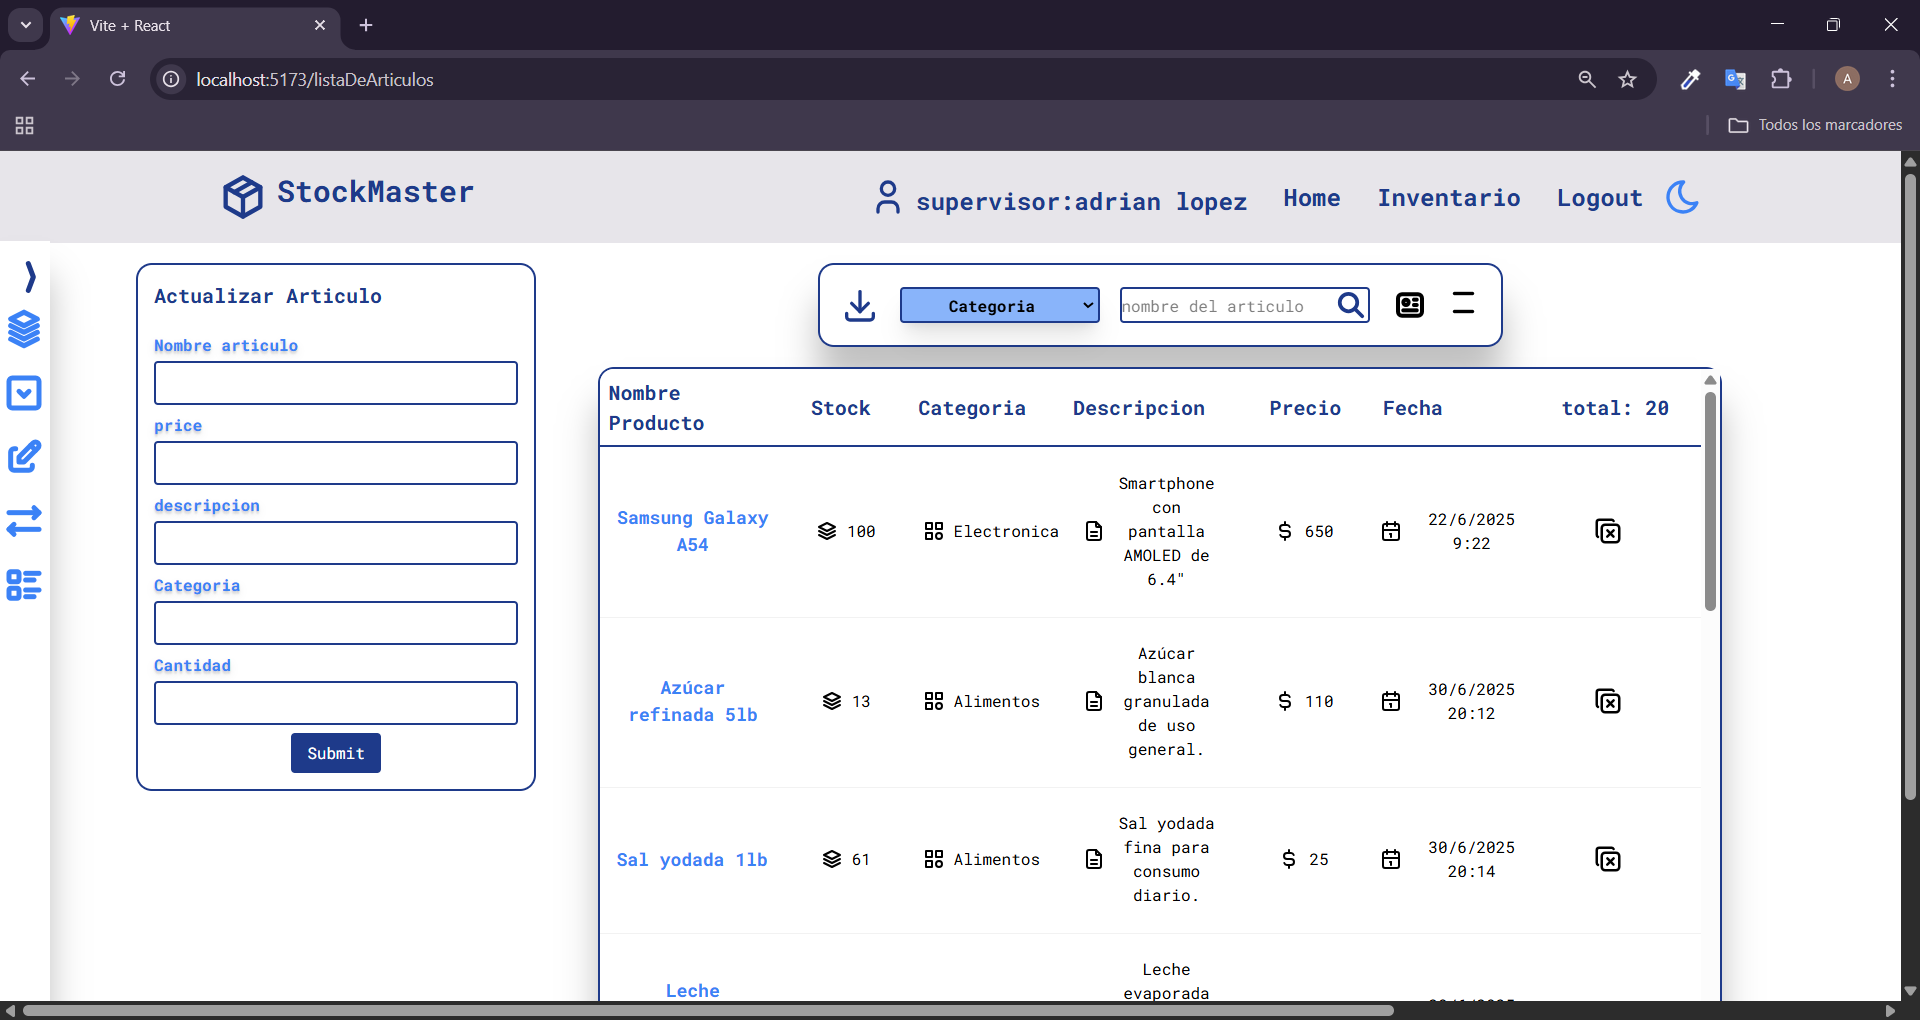 Vite + React
localhost:5173/listaDeArticulos
A
Todos los marcadores
StockMaster
supervisor:adrian lopez
Home
Inventario
Logout
Actualizar Articulo
Nombre articulo
price
descripcion
Categoria
Cantidad
Submit
Categoria
nombre del articulo
Nombre
Producto
Stock
Categoria
Descripcion
Precio
Fecha
total: 20
Samsung Galaxy
A54
100
Electronica
Smartphone
con
pantalla
AMOLED de
6.4"
$ 650
22/6/2025
9:22
Azúcar
refinada 5lb
13
Alimentos
Azúcar
blanca
granulada
de uso
general.
$ 110
30/6/2025
20:12
Sal yodada 1lb
61
Alimentos
Sal yodada
fina para
consumo
diario.
$ 25
30/6/2025
20:14
Leche
Leche
evaporada